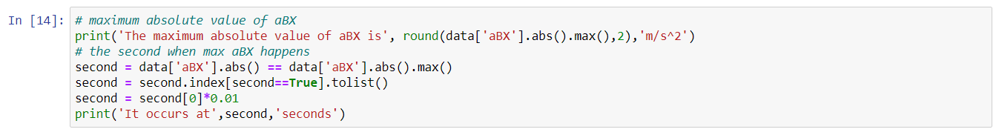 In [14]: # maximum absolute value of aBX
print('The maximum absolute value of aBX is', round(data['aBX'].abs().max(),2),'m/s^2')
# the second when max aBX happens
second = data['aBX'].abs() == data['aBX'].abs().max()
second = second.index[second==True].tolist()
second = second[0]*0.01
print('It occurs at',second,'seconds')